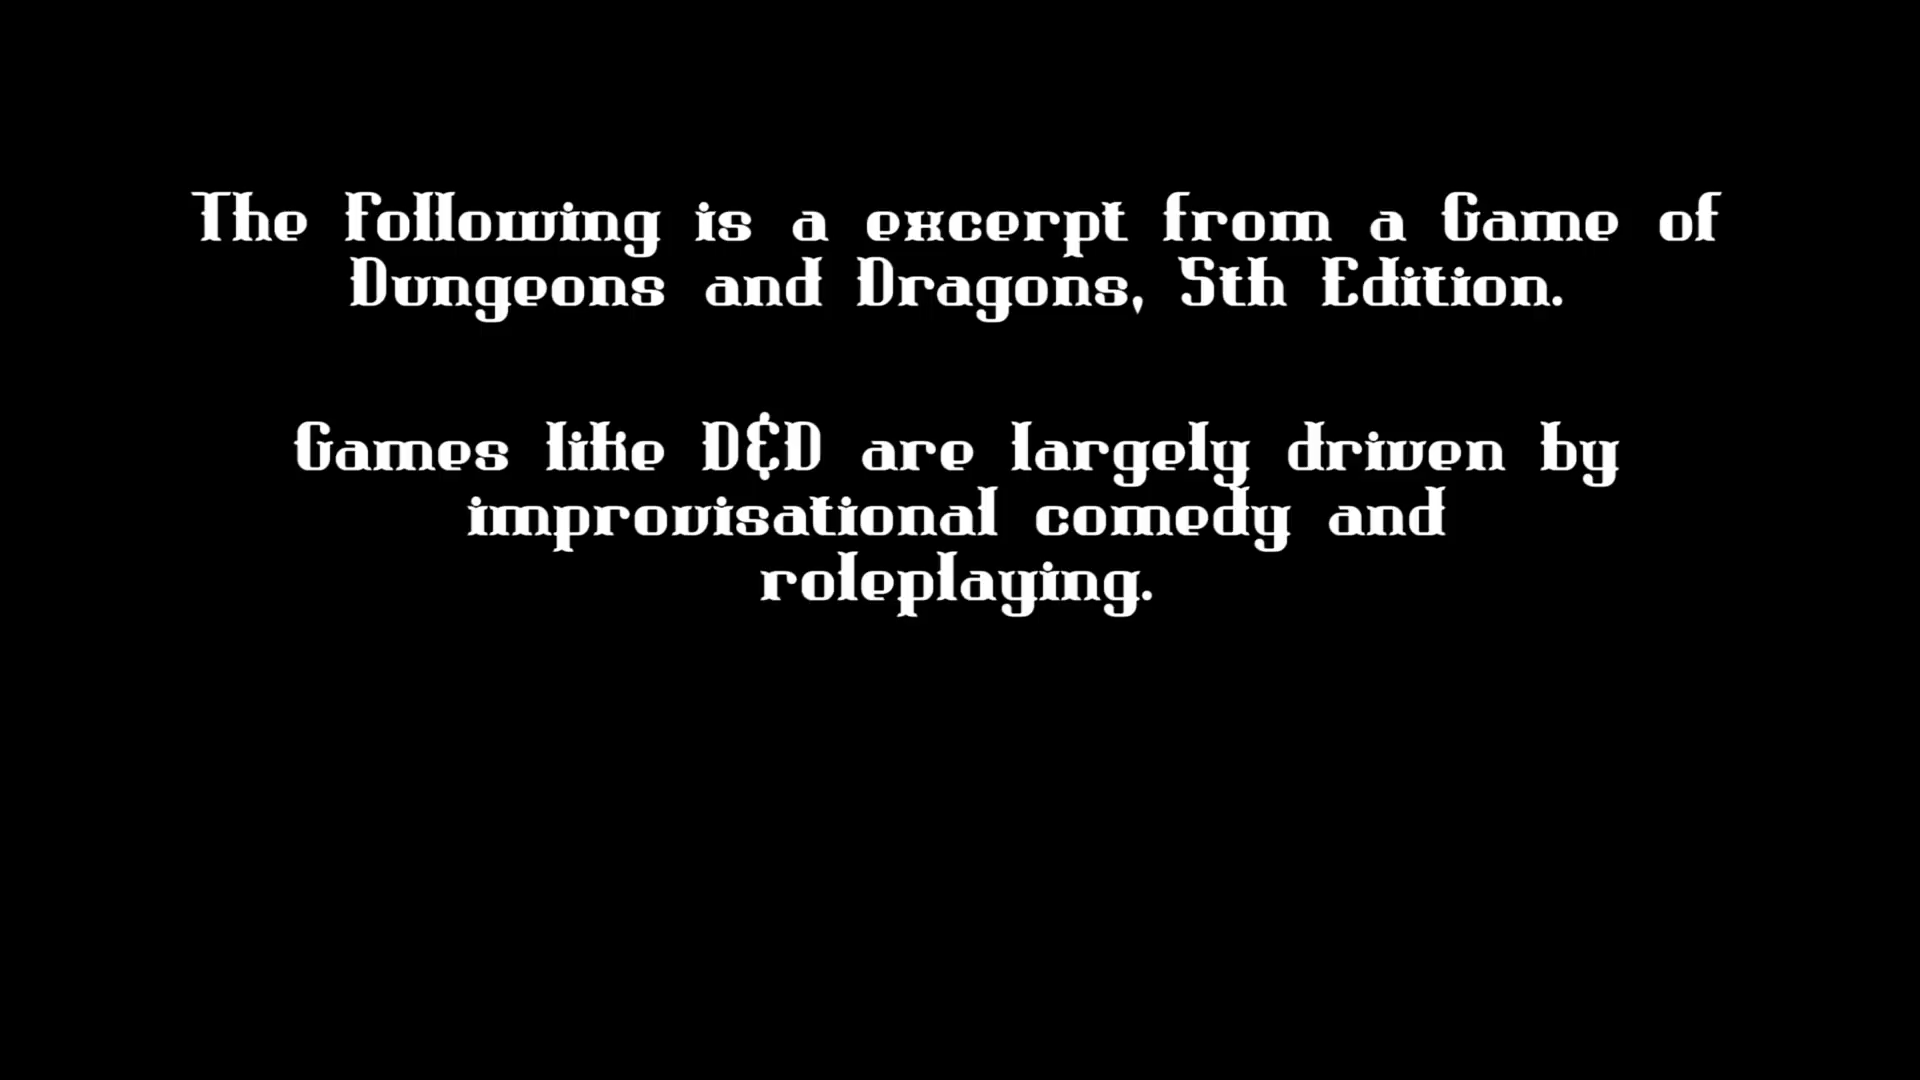 The following is a excerpt from a Game of
Dungeons and Dragons, 5th Edition.
Games like D&D are largely driven by
improvisational comedy and
roleplaying.